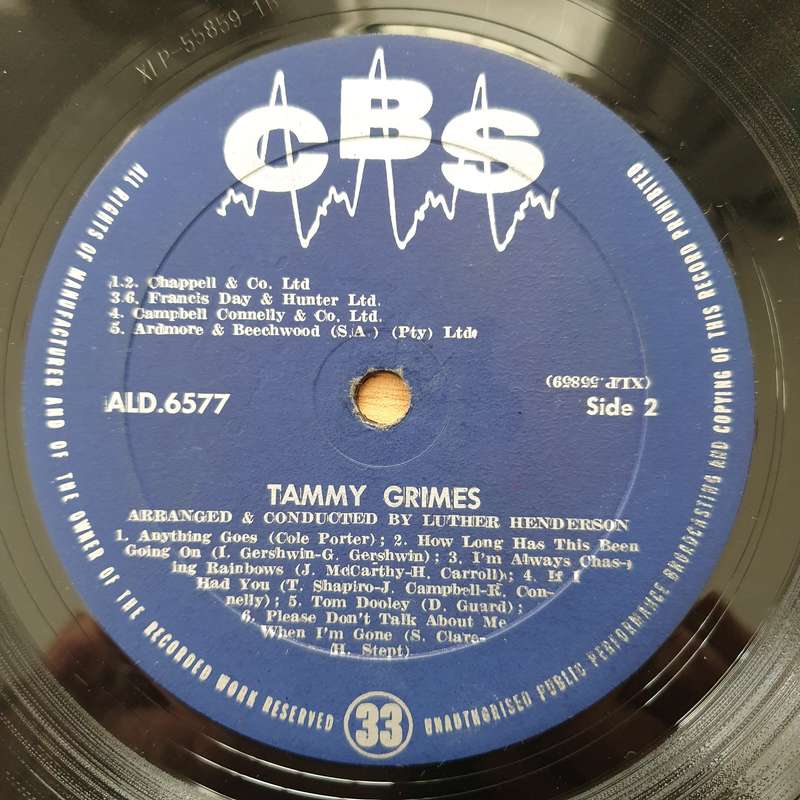 XLP-55859-1
CBS
1.2. Chappell & Co. Ltd
3.6. Francis Day & Hunter Ltd.
4. Campbell Connelly & Co. Ltd.
5. Ardmore & Beechwood (S.A.) (Pty) Ltd.
(XLP.55859)
ALD.6577
Side 2
TAMMY GRIMES
ARRANGED & CONDUCTED BY LUTHER HENDERSON
1. Anything Goes (Cole Porter); 2. How Long Has This Been
Going On (I. Gershwin-G. Gershwin); 3. I'm Always Chas-
ing Rainbows (J. McCarthy-H. Carroll); 4. If I
Had You (T. Shapiro-J. Campbell-R. Con-
nelly); 5. Tom Dooley (D. Guard);
6. Please Don't Talk About Me
When I'm Gone (S. Clare-
H. Stept)
ALL RIGHTS OF MANUFACTURER AND OF THE OWNER OF THE RECORDED WORK RESERVED
33
UNAUTHORISED PUBLIC PERFORMANCE BROADCASTING AND COPYING OF THIS RECORD PROHIBITED